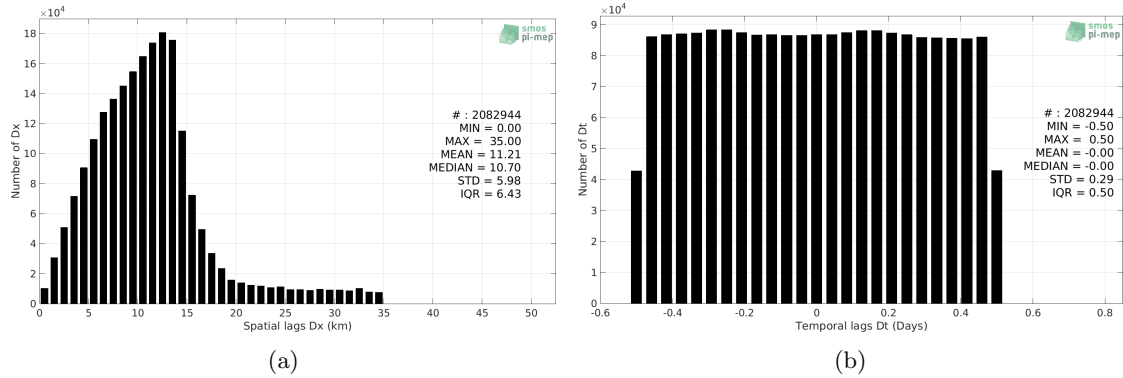 ×10⁴
18
16
14
12
10
8
6
4
2
0
Number of Dx
0 5 10 15 20 25 30 35 40 45 50
Spatial lags Dx (km)
smos
pi-mep
# : 2082944
MIN = 0.00
MAX = 35.00
MEAN = 11.21
MEDIAN = 10.70
STD = 5.98
IQR = 6.43
(a)
×10⁴
9
8
7
6
5
4
3
2
1
0
Number of Dt
-0.6 -0.4 -0.2 0 0.2 0.4 0.6 0.8
Temporal lags Dt (Days)
smos
pi-mep
# : 2082944
MIN = -0.50
MAX = 0.50
MEAN = -0.00
MEDIAN = -0.00
STD = 0.29
IQR = 0.50
(b)